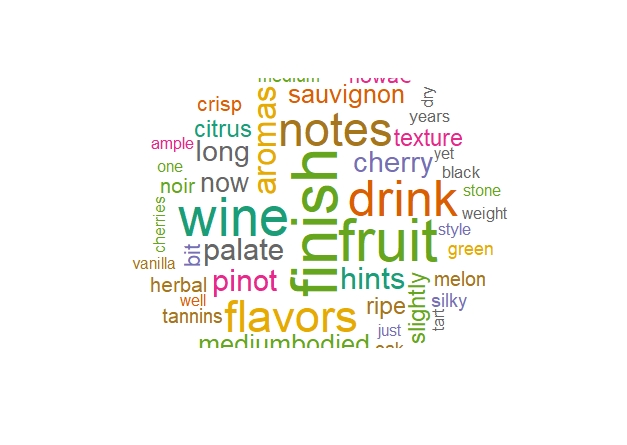 medium
crisp
sauvignon
dry
citrus
aromas
notes
years
ample
long
texture
one
cherry
yet
noir
now
black
drink
stone
cherries
wine
finish
fruit
weight
style
bit
palate
green
vanilla
herbal
pinot
hints
melon
well
ripe
slightly
silky
tannins
flavors
just
tart
mediumbodied